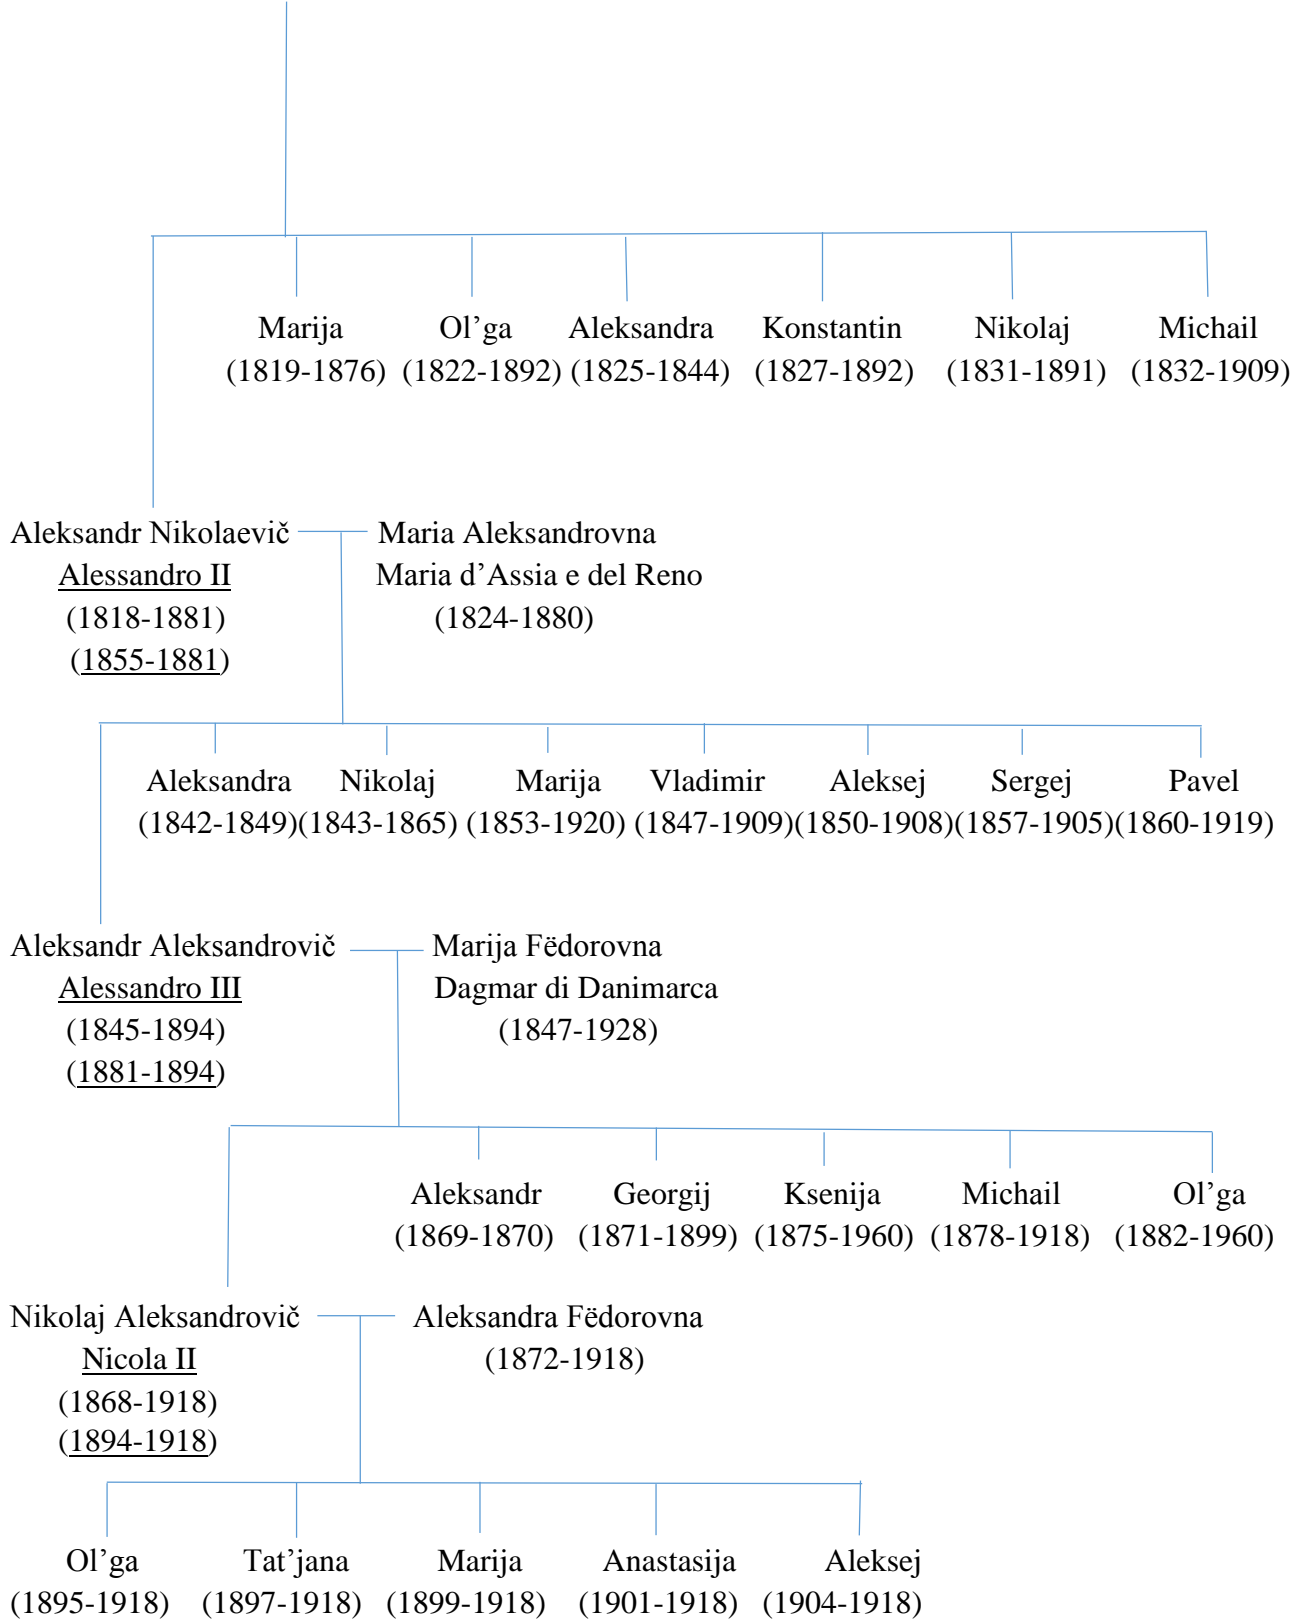 Marija Ol’ga Aleksandra Konstantin Nikolaj Michail
(1819-1876) (1822-1892) (1825-1844) (1827-1892) (1831-1891) (1832-1909)
Aleksandr Nikolaevič Maria Aleksandrovna
Alessandro II Maria d’Assia e del Reno
(1818-1881) (1824-1880)
(1855-1881)
Aleksandra Nikolaj Marija Vladimir Aleksej Sergej Pavel
(1842-1849)(1843-1865) (1853-1920) (1847-1909)(1850-1908)(1857-1905)(1860-1919)
Aleksandr Aleksandrovič Marija Fëdorovna
Alessandro III Dagmar di Danimarca
(1845-1894) (1847-1928)
(1881-1894)
Aleksandr Georgij Ksenija Michail Ol’ga
(1869-1870) (1871-1899) (1875-1960) (1878-1918) (1882-1960)
Nikolaj Aleksandrovič Aleksandra Fëdorovna
Nicola II (1872-1918)
(1868-1918)
(1894-1918)
Ol’ga Tat’jana Marija Anastasija Aleksej
(1895-1918) (1897-1918) (1899-1918) (1901-1918) (1904-1918)